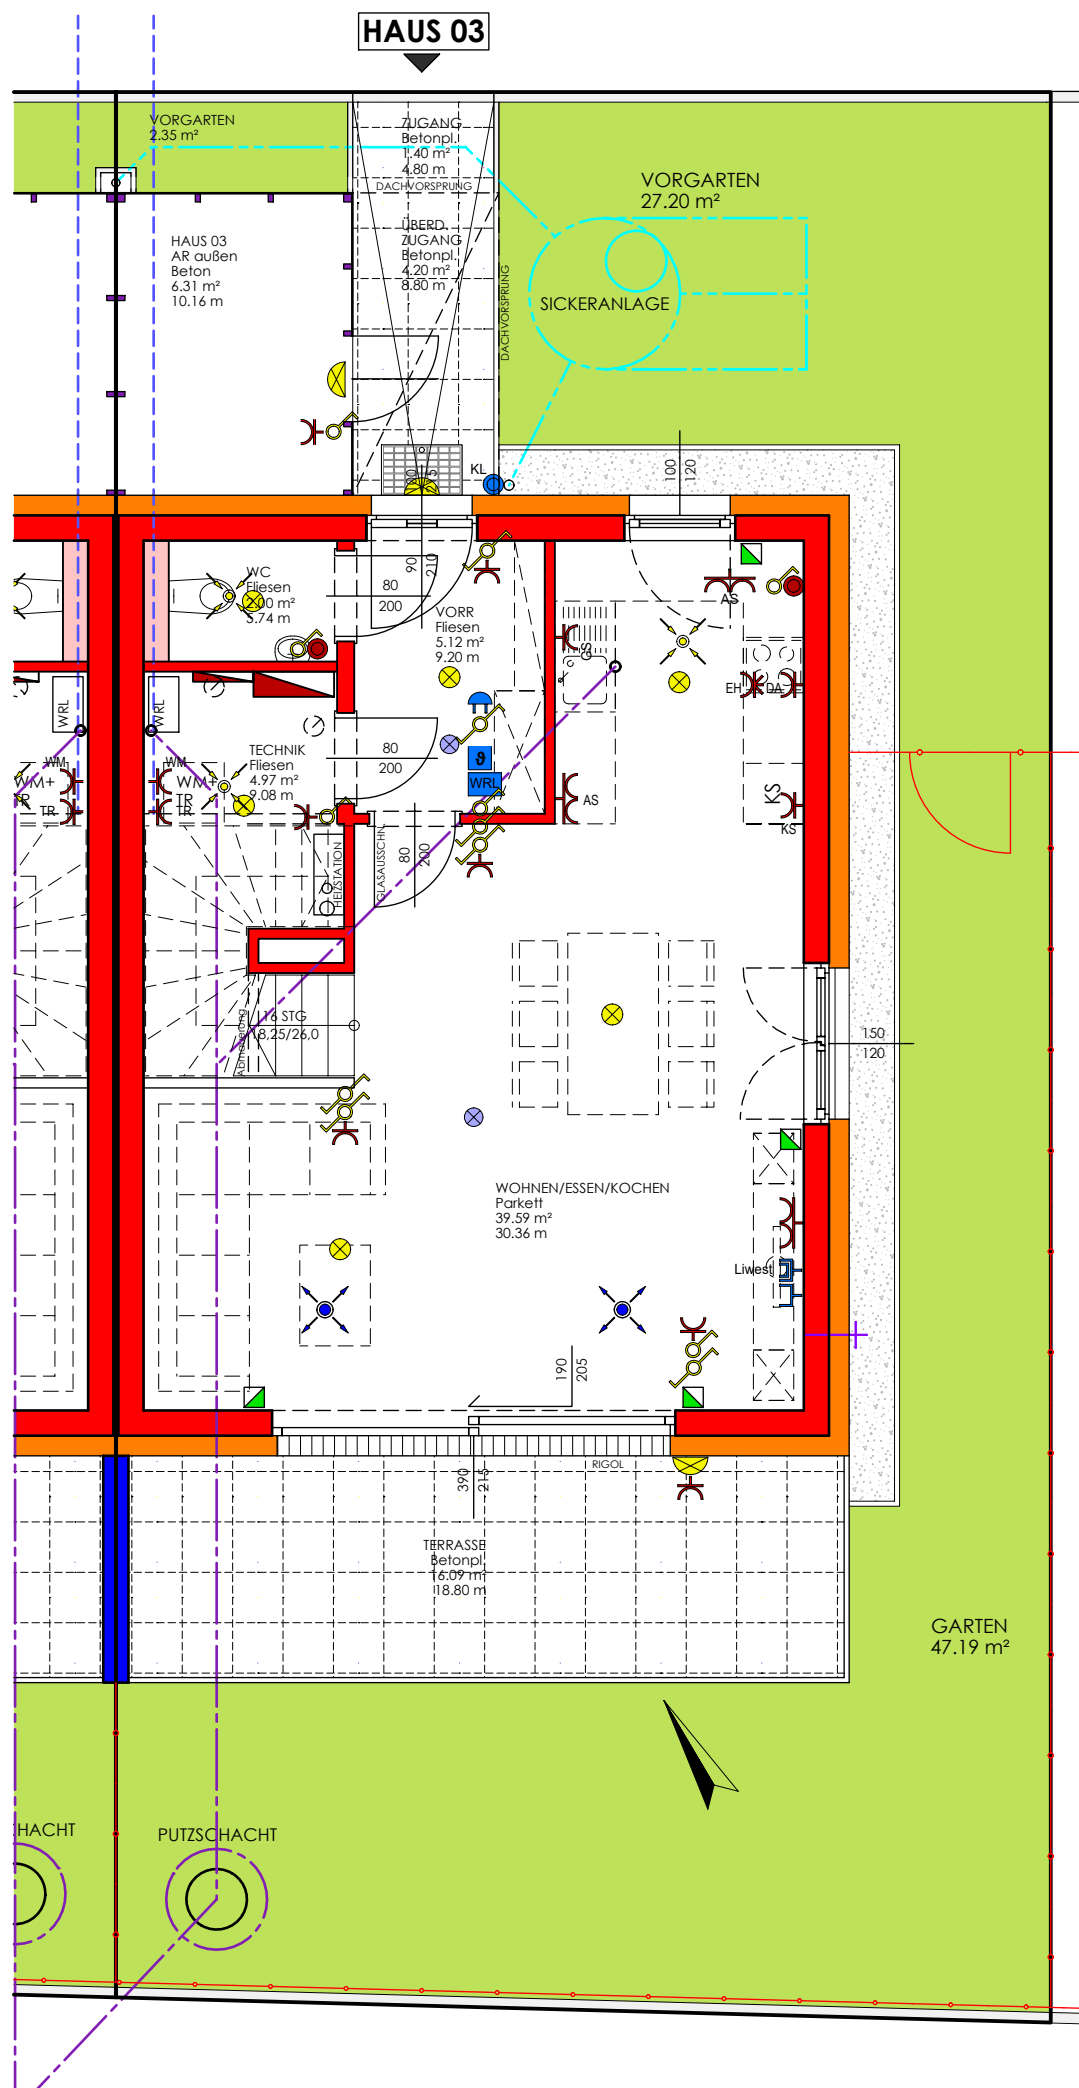 HAUS 03
VORGARTEN
2.35 m²
ZUGANG
Betonpl.
1.40 m²
4.80 m
DACHVORSPRUNG
VORGARTEN
27.20 m²
ÜBERD.
ZUGANG
Betonpl.
4.20 m²
8.80 m
DACHVORSPRUNG
HAUS 03
AR außen
Beton
6.31 m²
10.16 m
SICKERANLAGE
KL
100
120
90
210
WC
Fliesen
2.00 m²
5.74 m
80
200
VORR
Fliesen
5.12 m²
9.20 m
GS
AS
EH
DA
WRL
WRL
TECHNIK
Fliesen
4.97 m²
9.08 m
80
200
ϑ
WRL
WM
WM+
TR
WM
WM+
TR
TR
AS
KS
KS
HEIZSTATION
GLASAUSSCHN.
80
200
16 STG
18,25/26,0
Abmauerung
150
120
WOHNEN/ESSEN/KOCHEN
Parkett
39.59 m²
30.36 m
Liwest
190
205
RIGOL
390
215
TERRASSE
Betonpl.
16.09 m²
18.80 m
GARTEN
47.19 m²
HACHT
PUTZSCHACHT